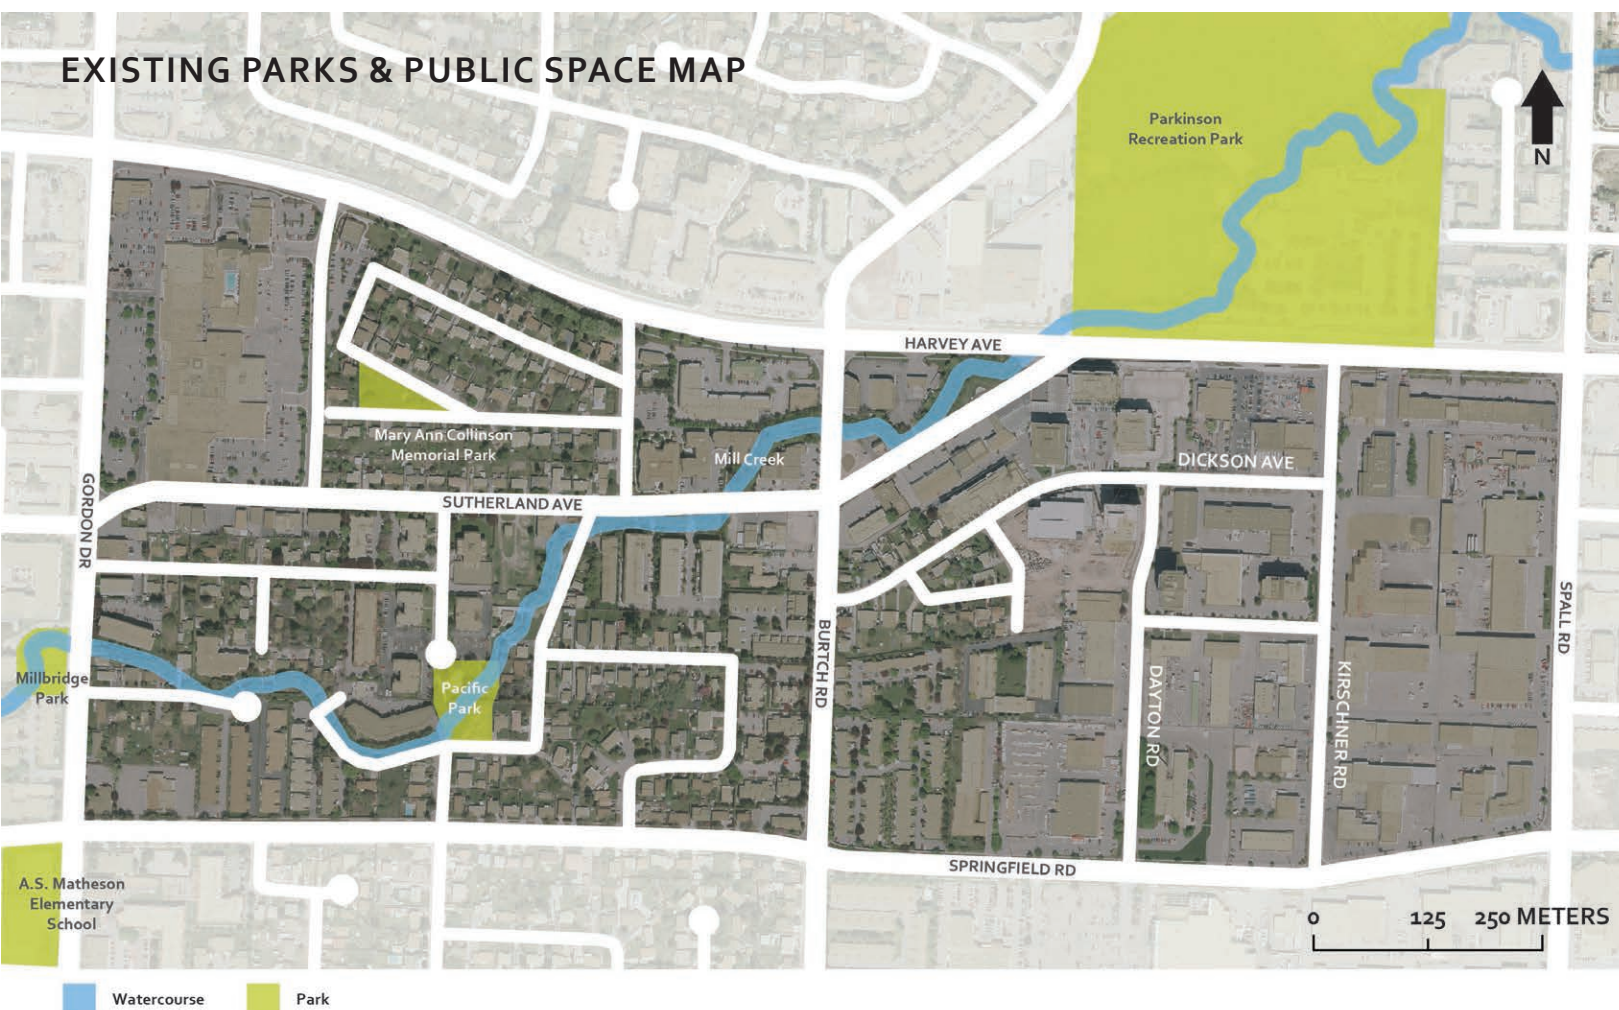 EXISTING PARKS & PUBLIC SPACE MAP
Parkinson
Recreation Park
N
HARVEY AVE
Mary Ann Collinson
Memorial Park
Mill Creek
DICKSON AVE
GORDON DR
SUTHERLAND AVE
SPALL RD
BURTCH RD
Millbridge
Park
Pacific
Park
DAYTON RD
KIRSCHNER RD
SPRINGFIELD RD
A.S. Matheson
Elementary
School
0 125 250 METERS
Watercourse
Park